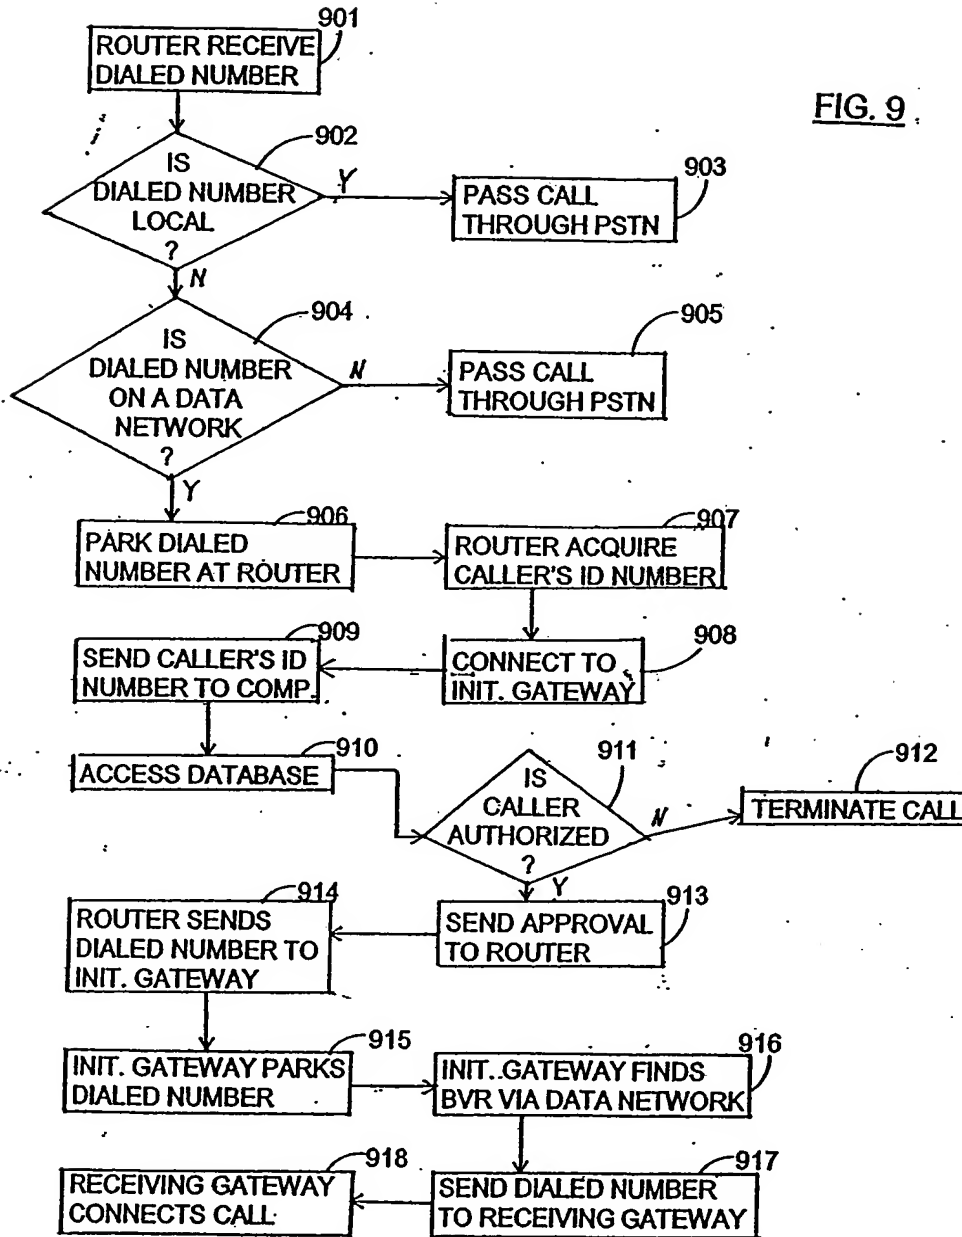 901
ROUTER RECEIVE
DIALED NUMBER
FIG. 9
902
IS
DIALED NUMBER
LOCAL
?
Y
903
PASS CALL
THROUGH PSTN
N
904
IS
DIALED NUMBER
ON A DATA
NETWORK
?
N
905
PASS CALL
THROUGH PSTN
Y
906
PARK DIALED
NUMBER AT ROUTER
907
ROUTER ACQUIRE
CALLER'S ID NUMBER
908
CONNECT TO
INIT. GATEWAY
909
SEND CALLER'S ID
NUMBER TO COMP.
910
ACCESS DATABASE
911
IS
CALLER
AUTHORIZED
?
N
912
TERMINATE CALL
Y
913
SEND APPROVAL
TO ROUTER
914
ROUTER SENDS
DIALED NUMBER TO
INIT. GATEWAY
915
INIT. GATEWAY PARKS
DIALED NUMBER
916
INIT. GATEWAY FINDS
BVR VIA DATA NETWORK
917
SEND DIALED NUMBER
TO RECEIVING GATEWAY
918
RECEIVING GATEWAY
CONNECTS CALL